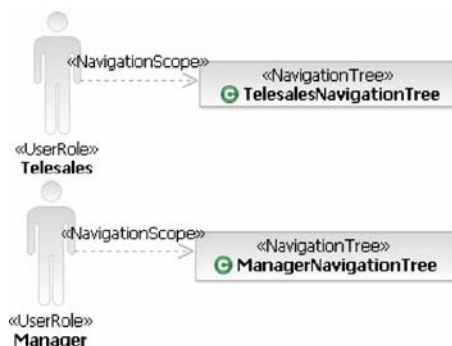 «NavigationScope»
«NavigationTree»
C TelesalesNavigationTree
«UserRole»
Telesales
«NavigationScope»
«NavigationTree»
C ManagerNavigationTree
«UserRole»
Manager